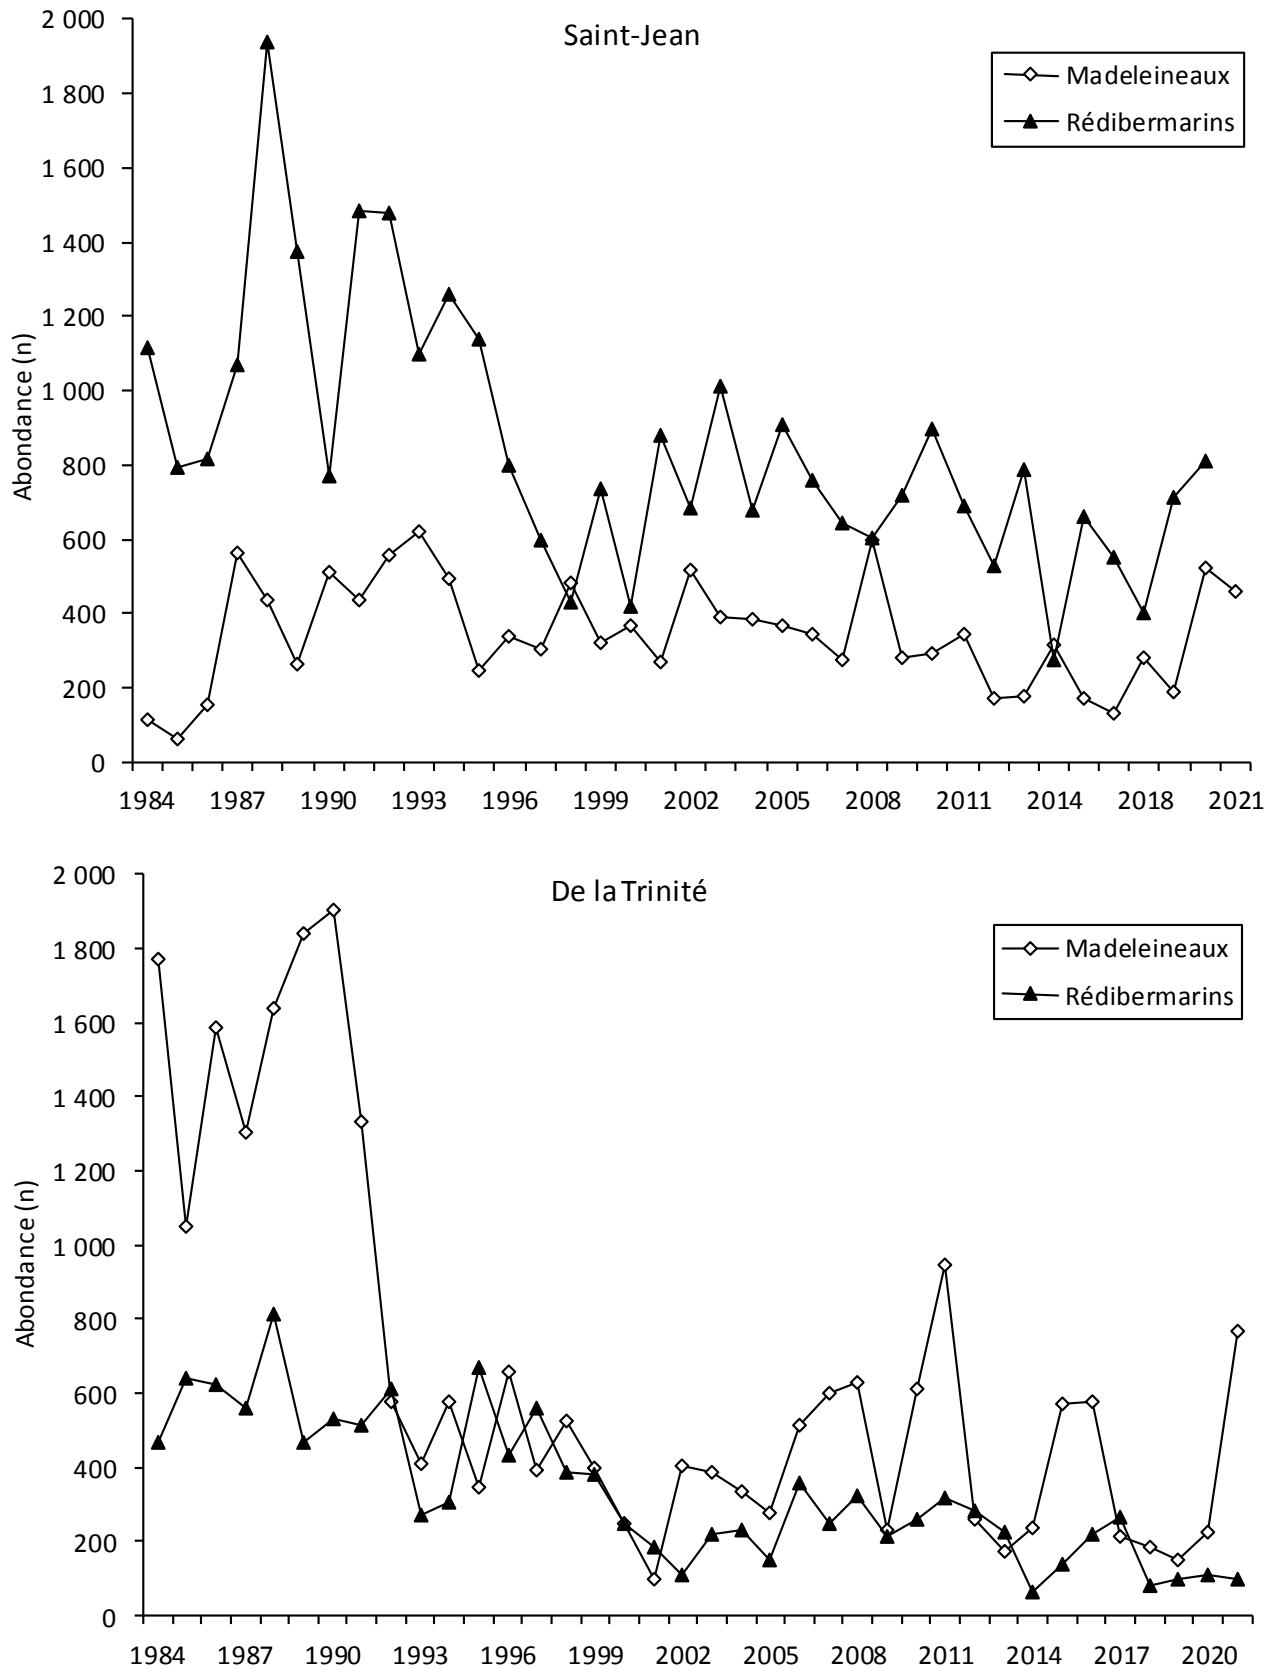 Saint-Jean
Madeleineaux
Rédibermarins
Abondance (n)
2 000
1 800
1 600
1 400
1 200
1 000
800
600
400
200
0
1984 1987 1990 1993 1996 1999 2002 2005 2008 2011 2014 2018 2021
De la Trinité
Madeleineaux
Rédibermarins
Abondance (n)
2 000
1 800
1 600
1 400
1 200
1 000
800
600
400
200
0
1984 1987 1990 1993 1996 1999 2002 2005 2008 2011 2014 2017 2020